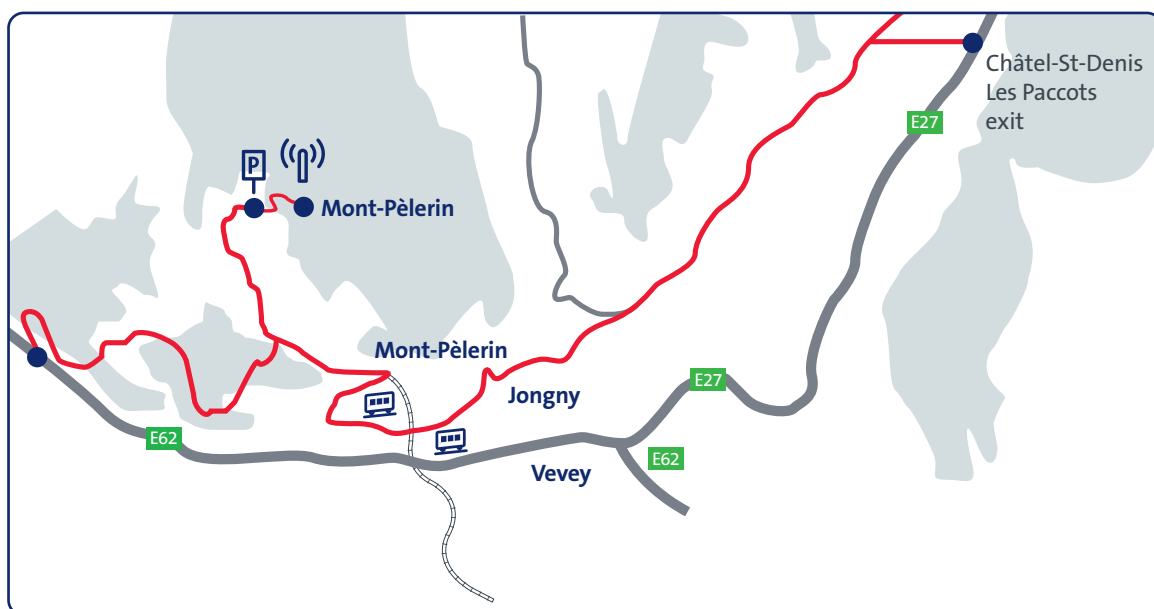 Châtel-St-Denis
Les Paccots
exit
E27
P
Mont-Pèlerin
Mont-Pèlerin
Jongny
E27
E62
Vevey
E62